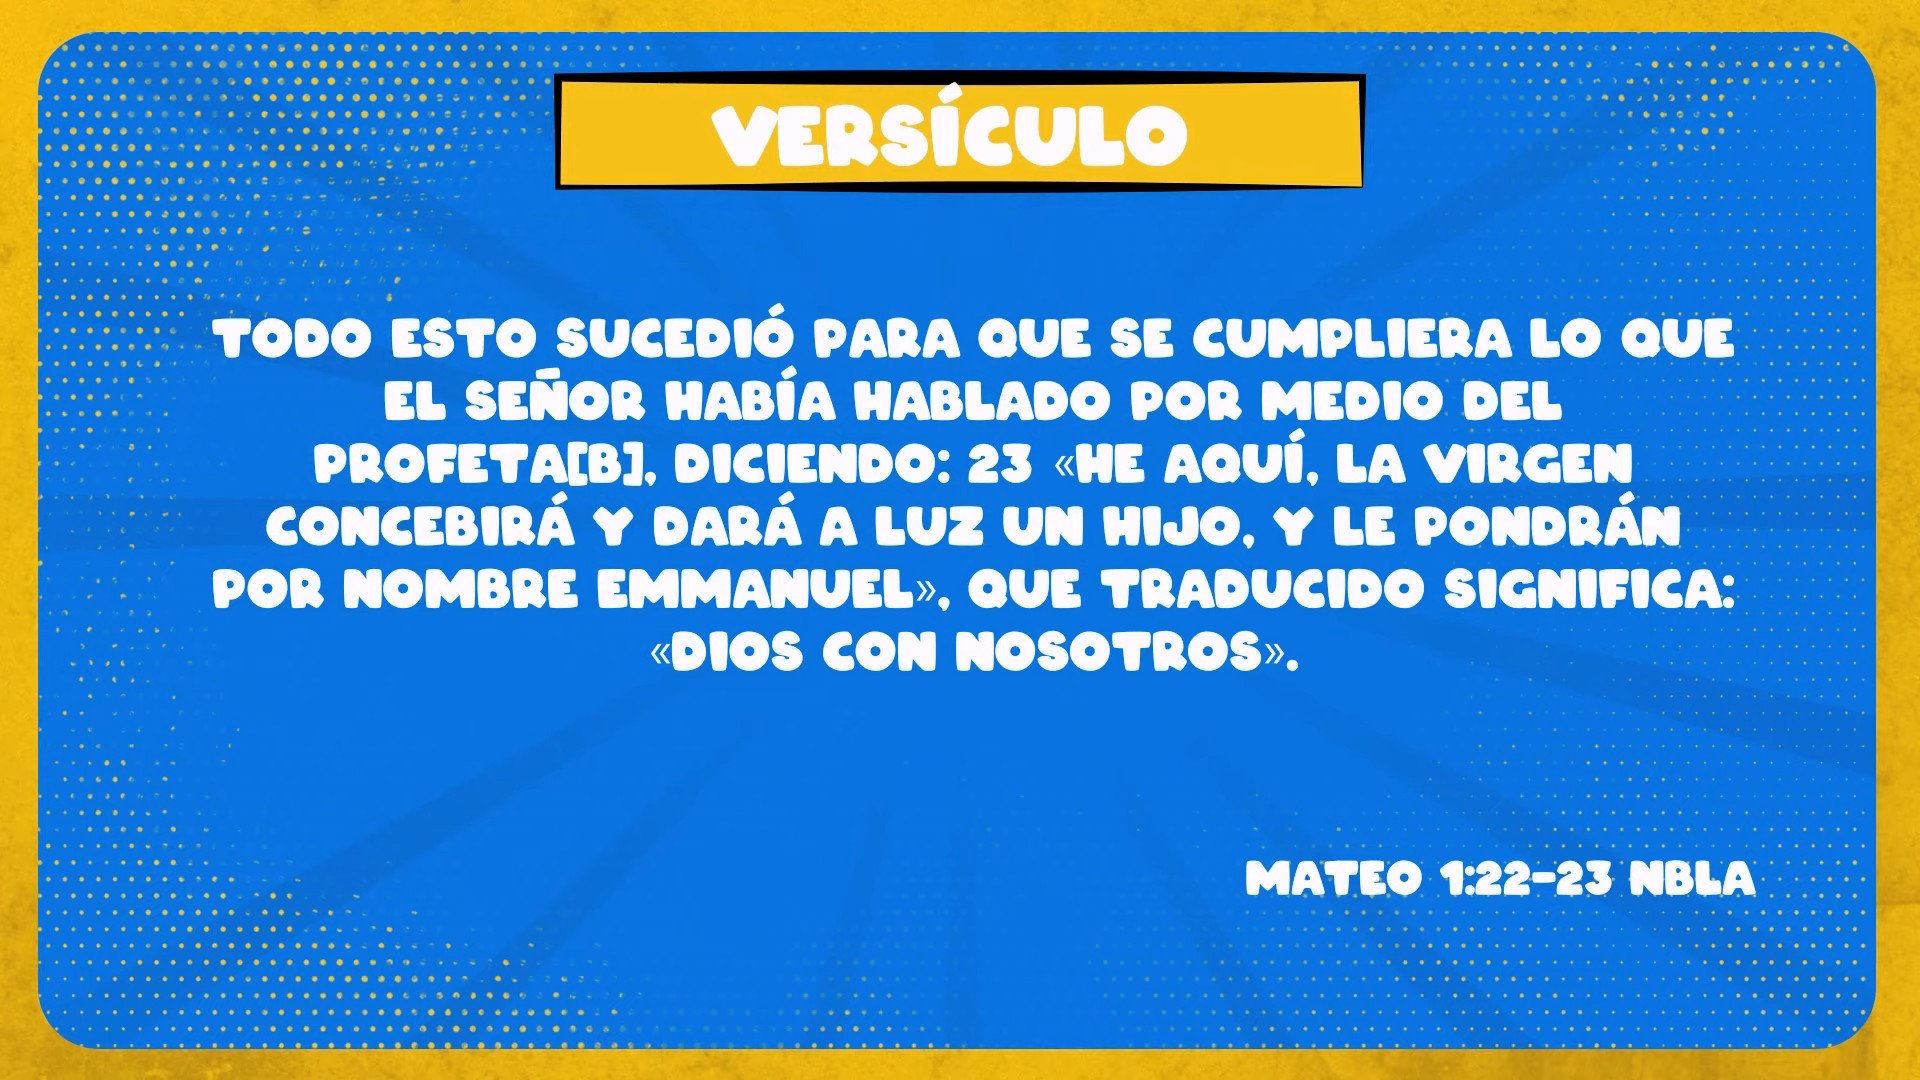 VERSÍCULO
TODO ESTO SUCEDIÓ PARA QUE SE CUMPLIERA LO QUE
EL SEÑOR HABÍA HABLADO POR MEDIO DEL
PROFETA[B], DICIENDO: 23 «HE AQUÍ, LA VIRGEN
CONCEBIRÁ Y DARÁ A LUZ UN HIJO, Y LE PONDRÁN
POR NOMBRE EMMANUEL», QUE TRADUCIDO SIGNIFICA:
«DIOS CON NOSOTROS».
MATEO 1:22-23 NBLA